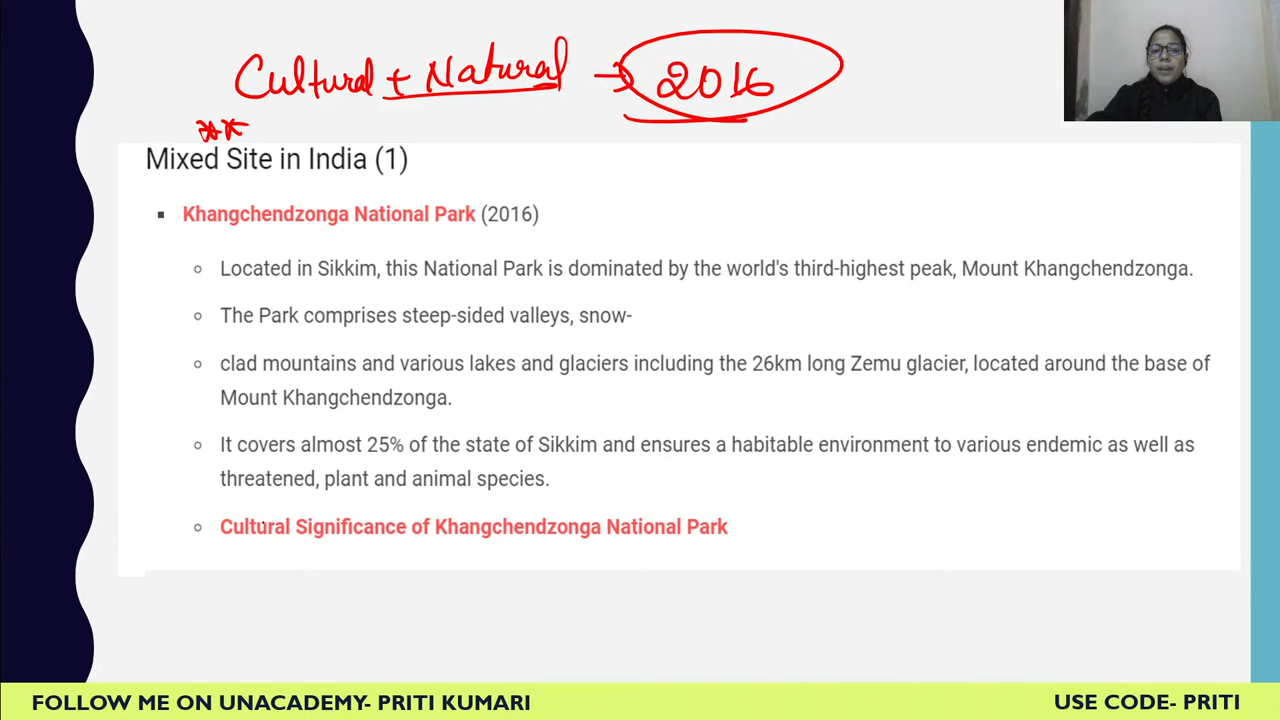 Cultural + Natural → 2016
**
Mixed Site in India (1)
▪ Khangchendzonga National Park (2016)
○ Located in Sikkim, this National Park is dominated by the world's third-highest peak, Mount Khangchendzonga.
○ The Park comprises steep-sided valleys, snow-
○ clad mountains and various lakes and glaciers including the 26km long Zemu glacier, located around the base of
Mount Khangchendzonga.
○ It covers almost 25% of the state of Sikkim and ensures a habitable environment to various endemic as well as
threatened, plant and animal species.
○ Cultural Significance of Khangchendzonga National Park
FOLLOW ME ON UNACADEMY- PRITI KUMARI
USE CODE- PRITI